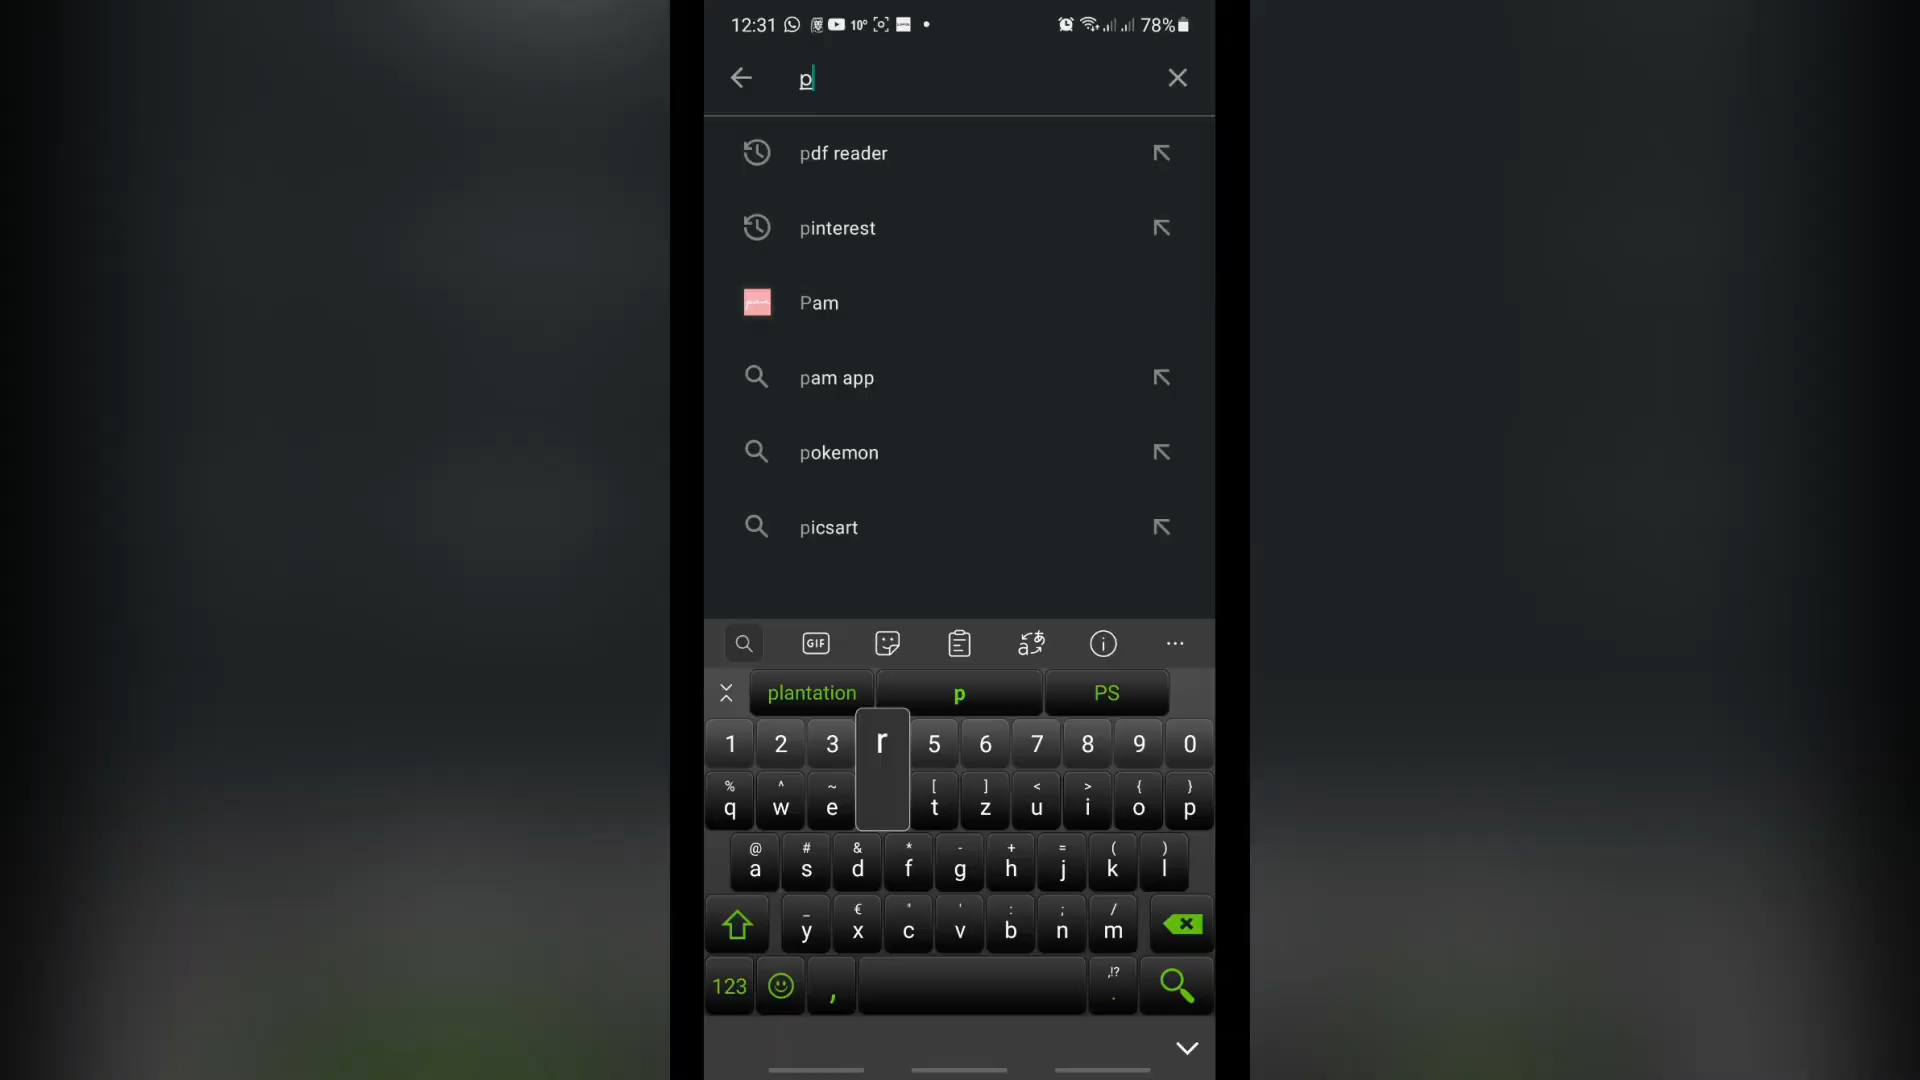 12:31 10° 78%
p
pdf reader
pinterest
Pam
pam app
pokemon
picsart
GIF
plantation p PS
1 2 3 r 5 6 7 8 9 0
% ^ ~ [ ] < > { }
q w e t z u i o p
@ # & * - + = ( )
a s d f g h j k l
_ € " ' : ; /
y x c v b n m
,!?
123 , .